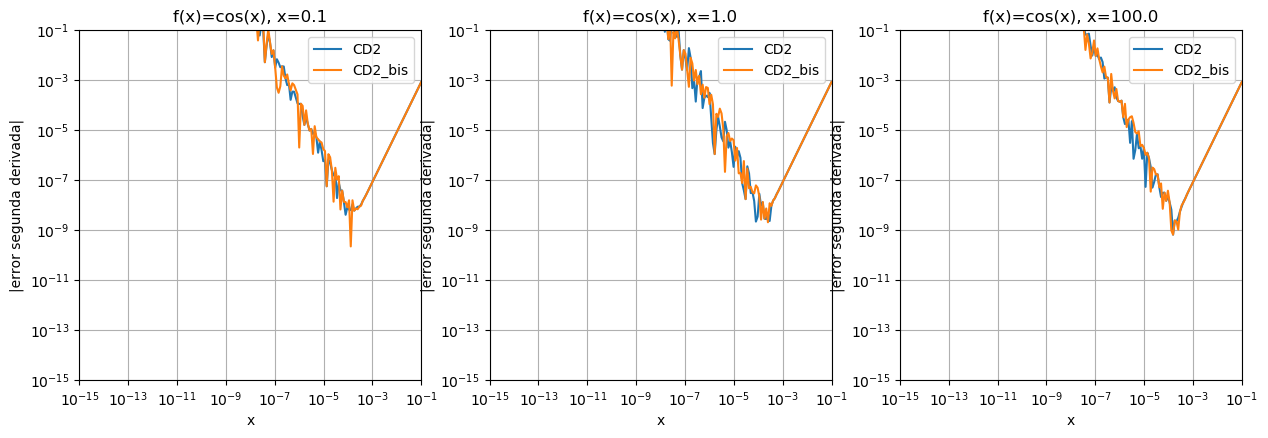 f(x)=cos(x), x=0.1
|error segunda derivada|
10⁻¹
10⁻³
10⁻⁵
10⁻⁷
10⁻⁹
10⁻¹¹
10⁻¹³
10⁻¹⁵
CD2
CD2_bis
10⁻¹⁵ 10⁻¹³ 10⁻¹¹ 10⁻⁹ 10⁻⁷ 10⁻⁵ 10⁻³ 10⁻¹
x
f(x)=cos(x), x=1.0
|error segunda derivada|
10⁻¹
10⁻³
10⁻⁵
10⁻⁷
10⁻⁹
10⁻¹¹
10⁻¹³
10⁻¹⁵
CD2
CD2_bis
10⁻¹⁵ 10⁻¹³ 10⁻¹¹ 10⁻⁹ 10⁻⁷ 10⁻⁵ 10⁻³ 10⁻¹
x
f(x)=cos(x), x=100.0
|error segunda derivada|
10⁻¹
10⁻³
10⁻⁵
10⁻⁷
10⁻⁹
10⁻¹¹
10⁻¹³
10⁻¹⁵
CD2
CD2_bis
10⁻¹⁵ 10⁻¹³ 10⁻¹¹ 10⁻⁹ 10⁻⁷ 10⁻⁵ 10⁻³ 10⁻¹
x